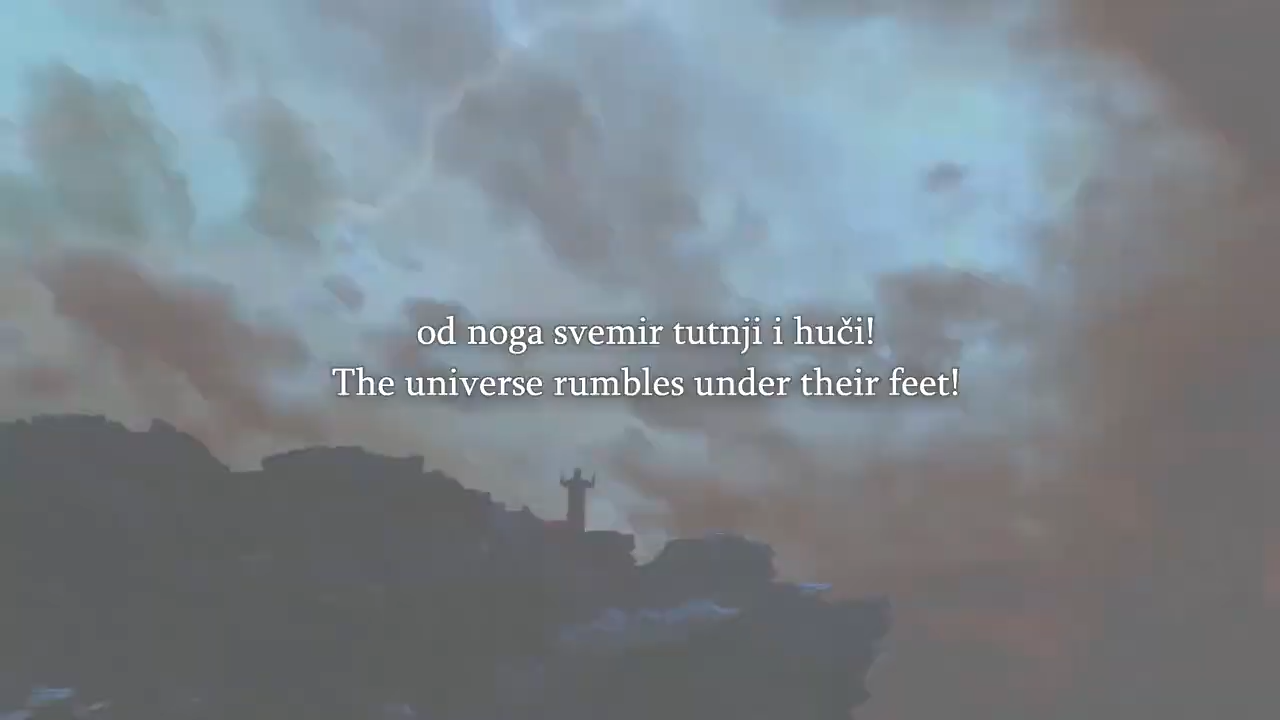 od noga svemir tutnji i huči!
The universe rumbles under their feet!